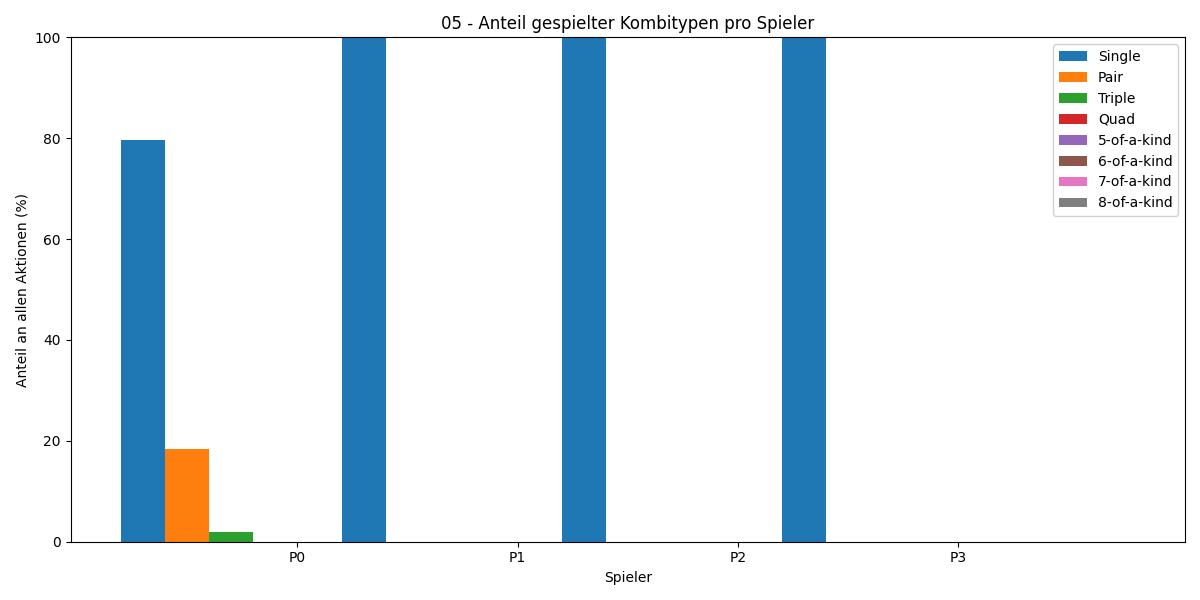 05 - Anteil gespielter Kombitypen pro Spieler
Anteil an allen Aktionen (%)
100
80
60
40
20
0
P0
P1
P2
P3
Spieler
Single
Pair
Triple
Quad
5-of-a-kind
6-of-a-kind
7-of-a-kind
8-of-a-kind